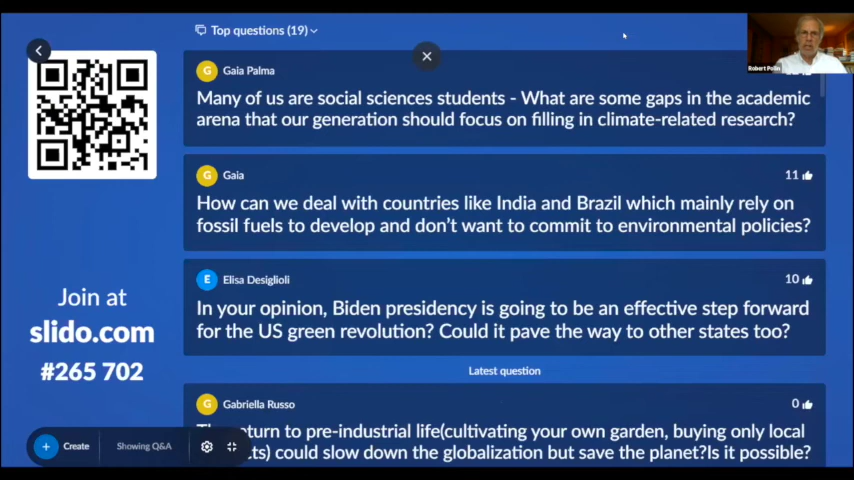 Top questions (19)
Robert Pollin
G Gaia Palma
Many of us are social sciences students - What are some gaps in the academic
arena that our generation should focus on filling in climate-related research?
G Gaia 11
How can we deal with countries like India and Brazil which mainly rely on
fossil fuels to develop and don't want to commit to environmental policies?
E Elisa Desiglioli 10
In your opinion, Biden presidency is going to be an effective step forward
for the US green revolution? Could it pave the way to other states too?
Join at
slido.com
#265 702
Latest question
G Gabriella Russo 0
return to pre-industrial life(cultivating your own garden, buying only local
could slow down the globalization but save the planet?Is it possible?
+ Create Showing Q&A